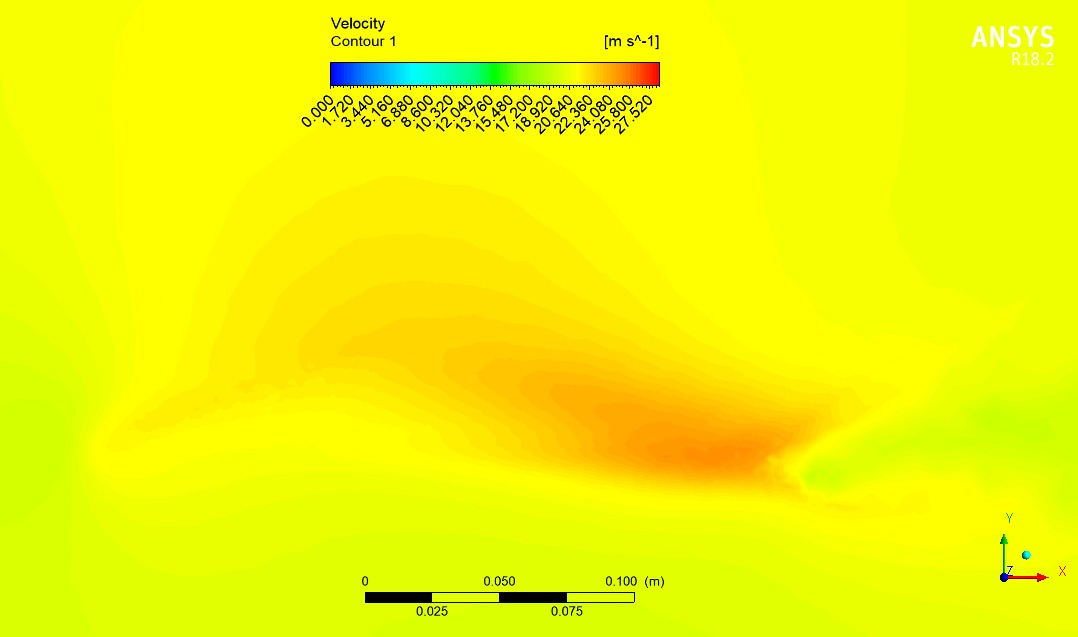 Velocity
Contour 1 [m s^-1]
0.000 1.720 3.440 5.160 6.880 8.600 10.320 12.040 13.760 15.480 17.200 18.920 20.640 22.360 24.080 25.800 27.520
ANSYS
R18.2
0 0.050 0.100 (m)
0.025 0.075
Y
Z X